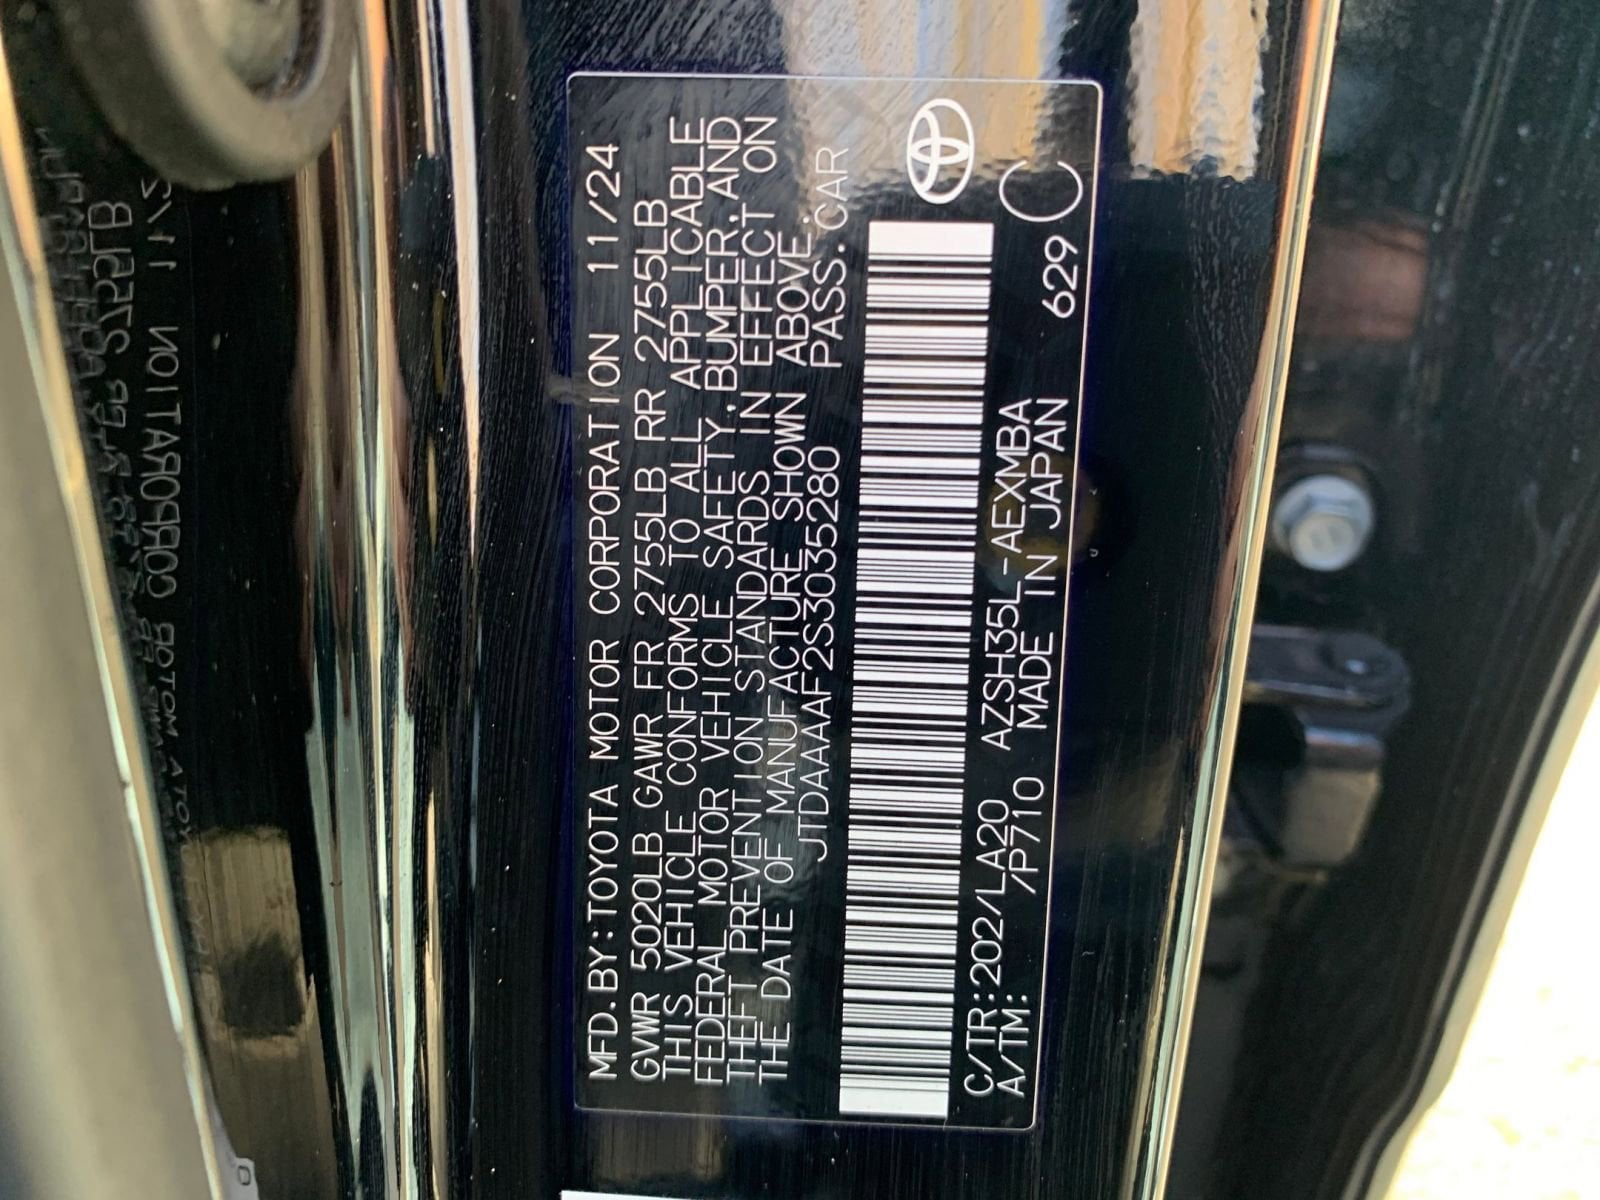 MFD.BY:TOYOTA MOTOR CORPORATION 11/24
GVWR 5020LB GAWR FR 2755LB RR 2755LB
THIS VEHICLE CONFORMS TO ALL APPLICABLE
FEDERAL MOTOR VEHICLE SAFETY,BUMPER,AND
THEFT PREVENTION STANDARDS IN EFFECT ON
THE DATE OF MANUFACTURE SHOWN ABOVE.
JTDAAAAF2S3035280 PASS.CAR
C/TR:202/LA20 AZSH35L-AEXMBA
A/TM: /P710 MADE IN JAPAN 629 C